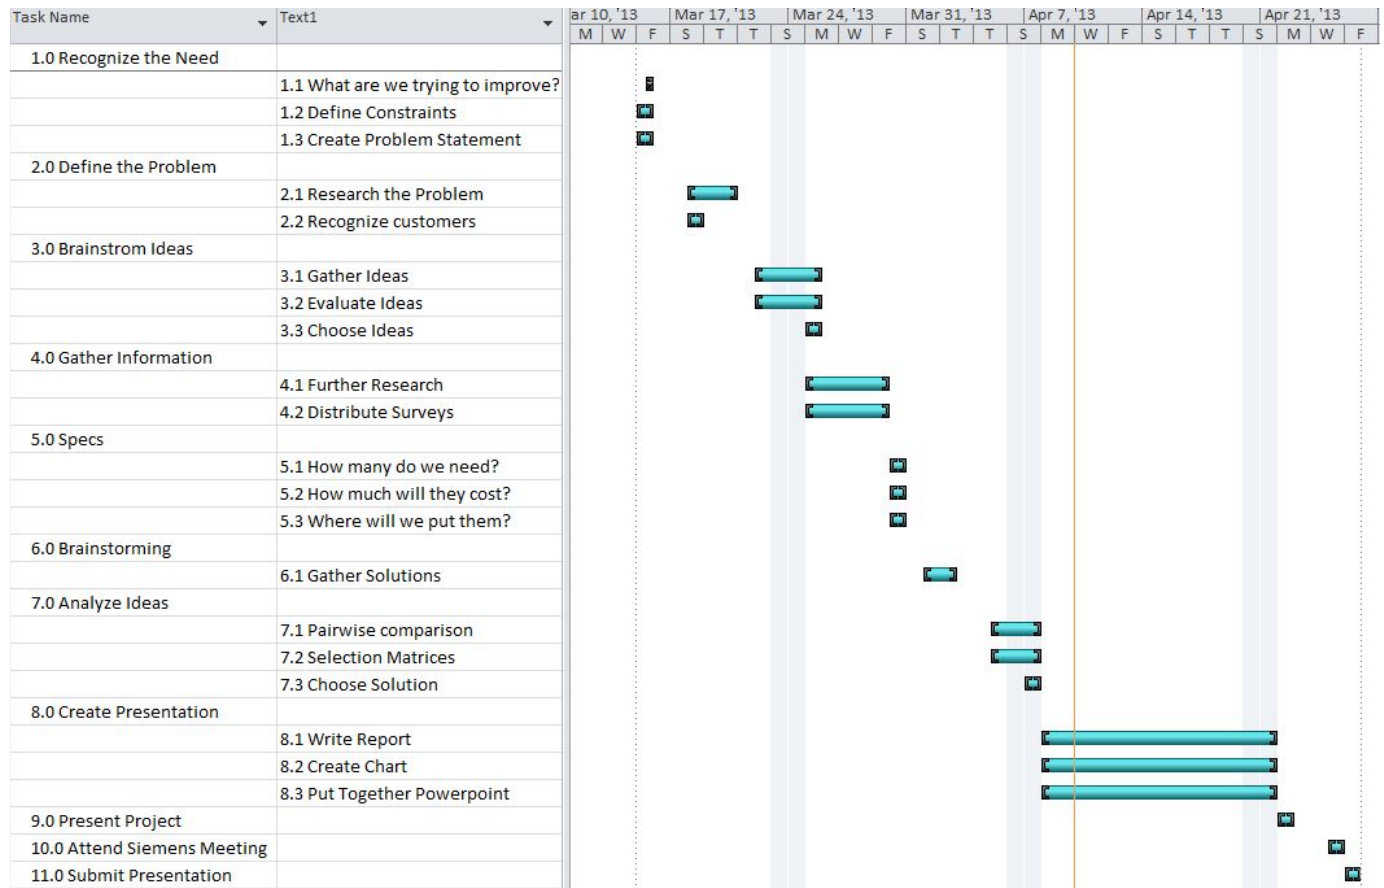 Task Name Text1 ar 10, '13 Mar 17, '13 Mar 24, '13 Mar 31, '13 Apr 7, '13 Apr 14, '13 Apr 21, '13
M W F S T T S M W F S T T S M W F S T T S M W F
1.0 Recognize the Need
1.1 What are we trying to improve?
1.2 Define Constraints
1.3 Create Problem Statement
2.0 Define the Problem
2.1 Research the Problem
2.2 Recognize customers
3.0 Brainstrom Ideas
3.1 Gather Ideas
3.2 Evaluate Ideas
3.3 Choose Ideas
4.0 Gather Information
4.1 Further Research
4.2 Distribute Surveys
5.0 Specs
5.1 How many do we need?
5.2 How much will they cost?
5.3 Where will we put them?
6.0 Brainstorming
6.1 Gather Solutions
7.0 Analyze Ideas
7.1 Pairwise comparison
7.2 Selection Matrices
7.3 Choose Solution
8.0 Create Presentation
8.1 Write Report
8.2 Create Chart
8.3 Put Together Powerpoint
9.0 Present Project
10.0 Attend Siemens Meeting
11.0 Submit Presentation